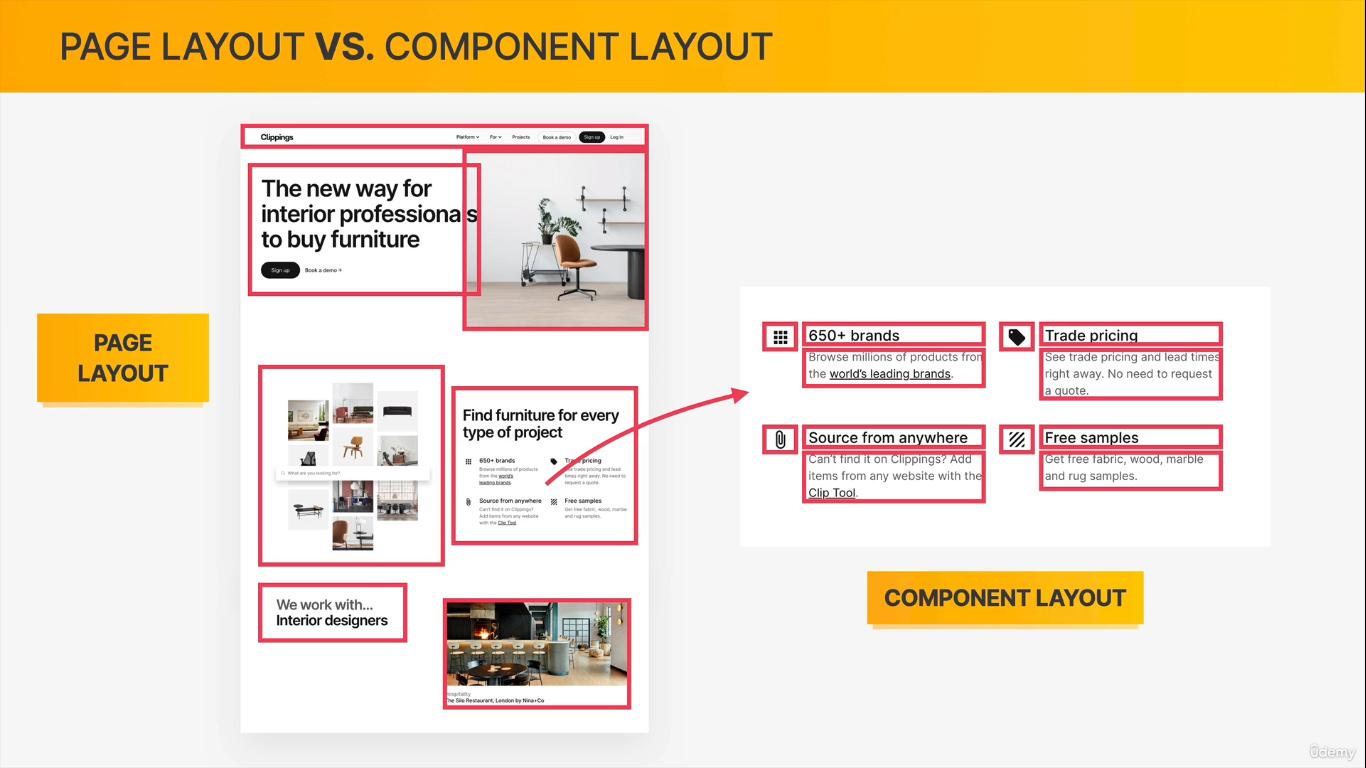 PAGE LAYOUT VS. COMPONENT LAYOUT
Clippings
Platform
For
Projects
Book a demo
Sign up
Log In
The new way for
interior professionals
to buy furniture
Sign up
Book a demo →
PAGE
LAYOUT
What are you looking for?
Find furniture for every
type of project
650+ brands
Browse millions of products
from the world's
leading brands.
Trade pricing
See trade pricing and lead
times right away. No need to
request a quote.
Source from anywhere
Can't find it on Clippings?
Add items from any website
with the Clip Tool.
Free samples
Get free fabric, wood, marble
and rug samples.
We work with...
Interior designers
Hospitality
The Silo Restaurant, London by Nina+Co
650+ brands
Browse millions of products from
the world's leading brands.
Trade pricing
See trade pricing and lead times
right away. No need to request
a quote.
Source from anywhere
Can't find it on Clippings? Add
items from any website with the
Clip Tool.
Free samples
Get free fabric, wood, marble
and rug samples.
COMPONENT LAYOUT
ûdemy